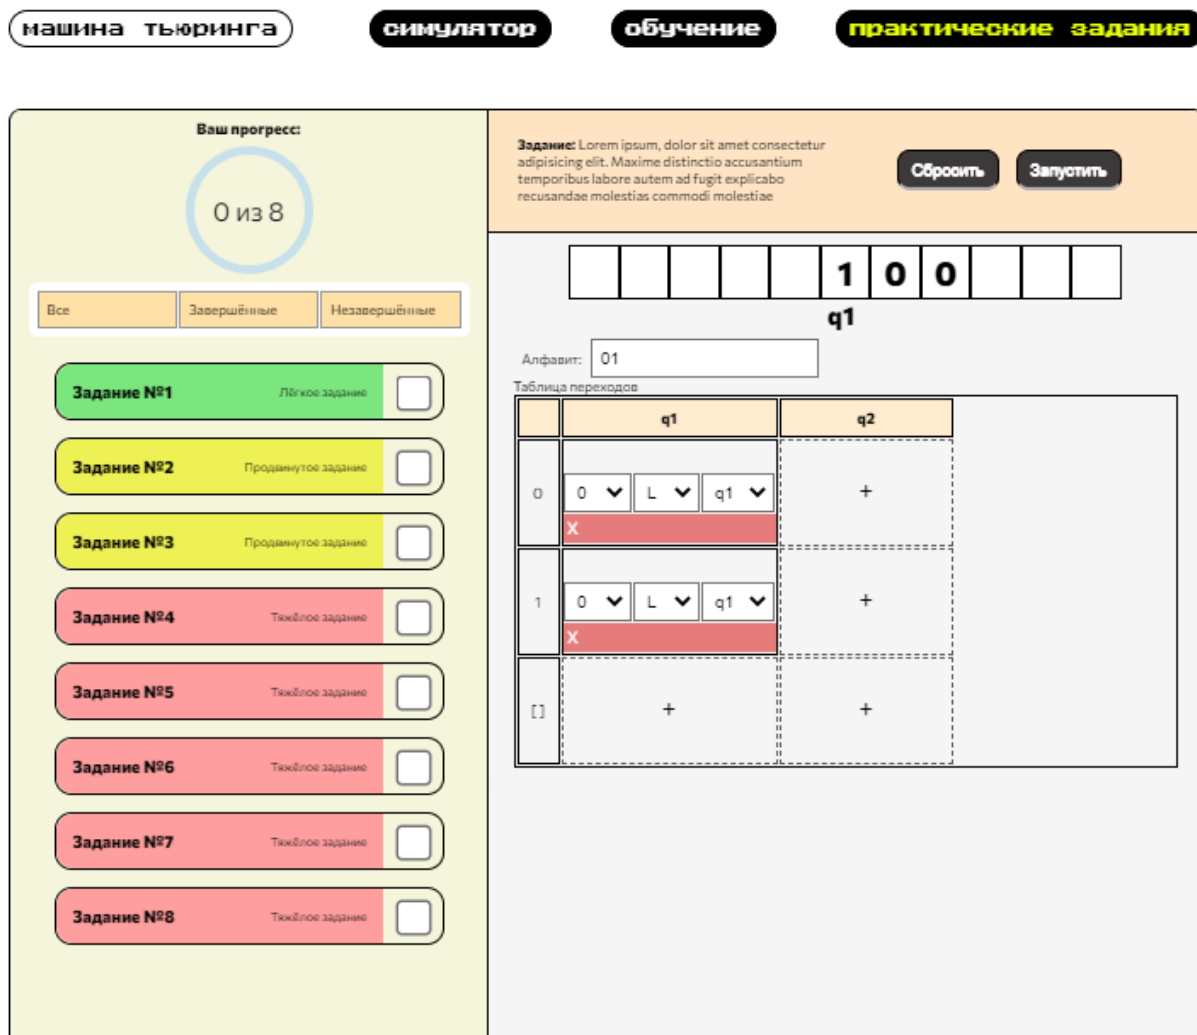 машина тьюринга
симулятор
обучение
практические задания
Ваш прогресс:
0 из 8
Все
Завершённые
Незавершённые
Задание №1
Лёгкое задание
Задание №2
Продвинутое задание
Задание №3
Продвинутое задание
Задание №4
Тяжёлое задание
Задание №5
Тяжёлое задание
Задание №6
Тяжёлое задание
Задание №7
Тяжёлое задание
Задание №8
Тяжёлое задание
Задание: Lorem ipsum, dolor sit amet consectetur
adipisicing elit. Maxime distinctio accusantium
temporibus labore autem ad fugit explicabo
recusandae molestias commodi molestiae
Сбросить
Запустить
1 0 0
q1
Алфавит: 01
Таблица переходов
q1 q2
0 0 L q1 +
X
1 0 L q1 +
X
[] + +